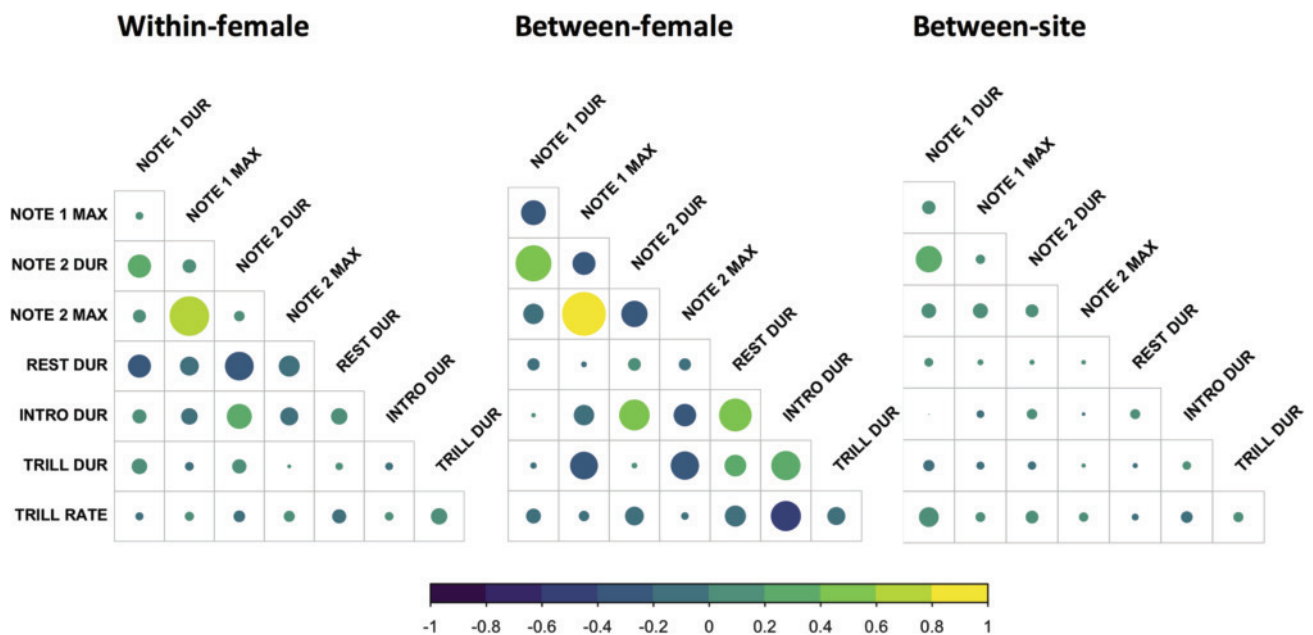 Within-female
Between-female
Between-site
NOTE 1 DUR
NOTE 1 MAX
NOTE 2 DUR
NOTE 2 MAX
REST DUR
INTRO DUR
TRILL DUR
NOTE 1 DUR
NOTE 1 MAX
NOTE 2 DUR
NOTE 2 MAX
REST DUR
INTRO DUR
TRILL DUR
NOTE 1 DUR
NOTE 1 MAX
NOTE 2 DUR
NOTE 2 MAX
REST DUR
INTRO DUR
TRILL DUR
NOTE 1 MAX
NOTE 2 DUR
NOTE 2 MAX
REST DUR
INTRO DUR
TRILL DUR
TRILL RATE
-1 -0.8 -0.6 -0.4 -0.2 0 0.2 0.4 0.6 0.8 1